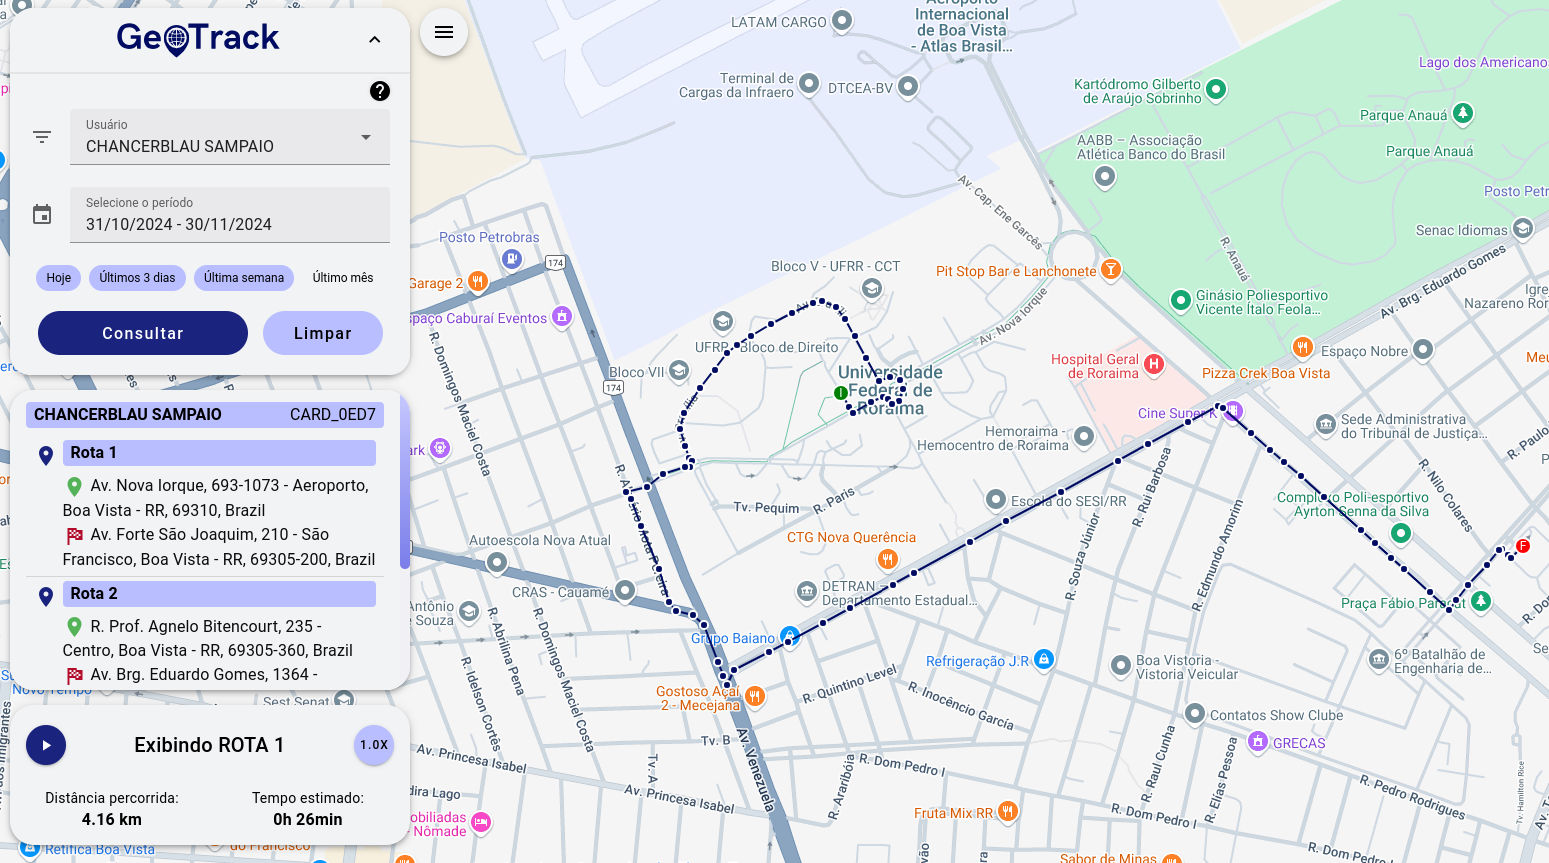 GeoTrack
?
Usuário
CHANCERBLAU SAMPAIO
Selecione o período
31/10/2024 - 30/11/2024
Hoje
Últimos 3 dias
Última semana
Último mês
Consultar
Limpar
CHANCERBLAU SAMPAIO
CARD_0ED7
Rota 1
Av. Nova Iorque, 693-1073 - Aeroporto,
Boa Vista - RR, 69310, Brazil
Av. Forte São Joaquim, 210 - São
Francisco, Boa Vista - RR, 69305-200, Brazil
Rota 2
R. Prof. Agnelo Bitencourt, 235 -
Centro, Boa Vista - RR, 69305-360, Brazil
Av. Brg. Eduardo Gomes, 1364 -
Exibindo ROTA 1
1.0X
Distância percorrida:
4.16 km
Tempo estimado:
0h 26min
LATAM CARGO
Aeroporto
Internacional
de Boa Vista
- Atlas Brasil...
Terminal de
Cargas da Infraero
DTCEA-BV
Kartódromo Gilberto
de Araújo Sobrinho
Lago dos Americanos
Parque Anauá
Parque Anauá
AABB – Associação
Atlética Banco do Brasil
Av. Cap. Ene Garcês
Posto Petr
Senac Idiomas
R. Anauá
Av. Brg. Eduardo Gomes
Posto Petrobras
174
Garage 2
Bloco V - UFRR - CCT
Pit Stop Bar e Lanchonete
Igre
Nazareno Ror
Ginásio Poliesportivo
Vicente Ítalo Feola...
spaço Caburaí Eventos
Av. Nova Iorque
UFRR - Bloco de Direito
Bloco VII
174
R. Domingos Maciel Costa
Universidade
Federal de
Roraima
I
Hospital Geral
de Roraima
H
Espaço Nobre
Meu
Pizza Crek Boa Vista
Cine Super K
Sede Administrativa
do Tribunal de Justiça...
R. Paulo
Hemoraima -
Hemocentro de Roraima
ark
R. Rui Barbosa
R. Nilo Colares
Tv. Pequim
R. Paris
Escola do SESI/RR
Complexo Poli-esportivo
Ayrton Senna da Silva
CTG Nova Querência
Autoescola Nova Atual
R. Souza Júnior
R. Edmundo Amorim
F
CRAS - Cauamé
DETRAN –
Departamento Estadual...
Antônio
e Souza
Praça Fábio Paracat
R. Abrilina Pena
R. Domingos Maciel Costa
Grupo Baiano
Refrigeração J.R
Boa Vistoria -
Vistoria Veicular
6º Batalhão de
Engenharia de...
R. Idelson Cortês
Gostoso Açaí
2 - Mecejana
R. Quintino Level
R. Inocêncio Garcia
Novo Tempo
Sest Senat
Contatos Show Clube
GRECAS
Tv. B
Av. Venezuela
Av. Princesa Isabel
Tv. A
R. Araribóia
R. Dom Pedro I
R. Raul Cunha
R. Elias Pessoa
R. Pedro Rodrigues
Tv. Hamilton Rice
Av. Princesa Isabel
dira Lago
obiliadas
- Nômade
Fruta Mix RR
R. Dom Pedro I
Retífica Boa Vista
do Francisco
Sabor de Minas